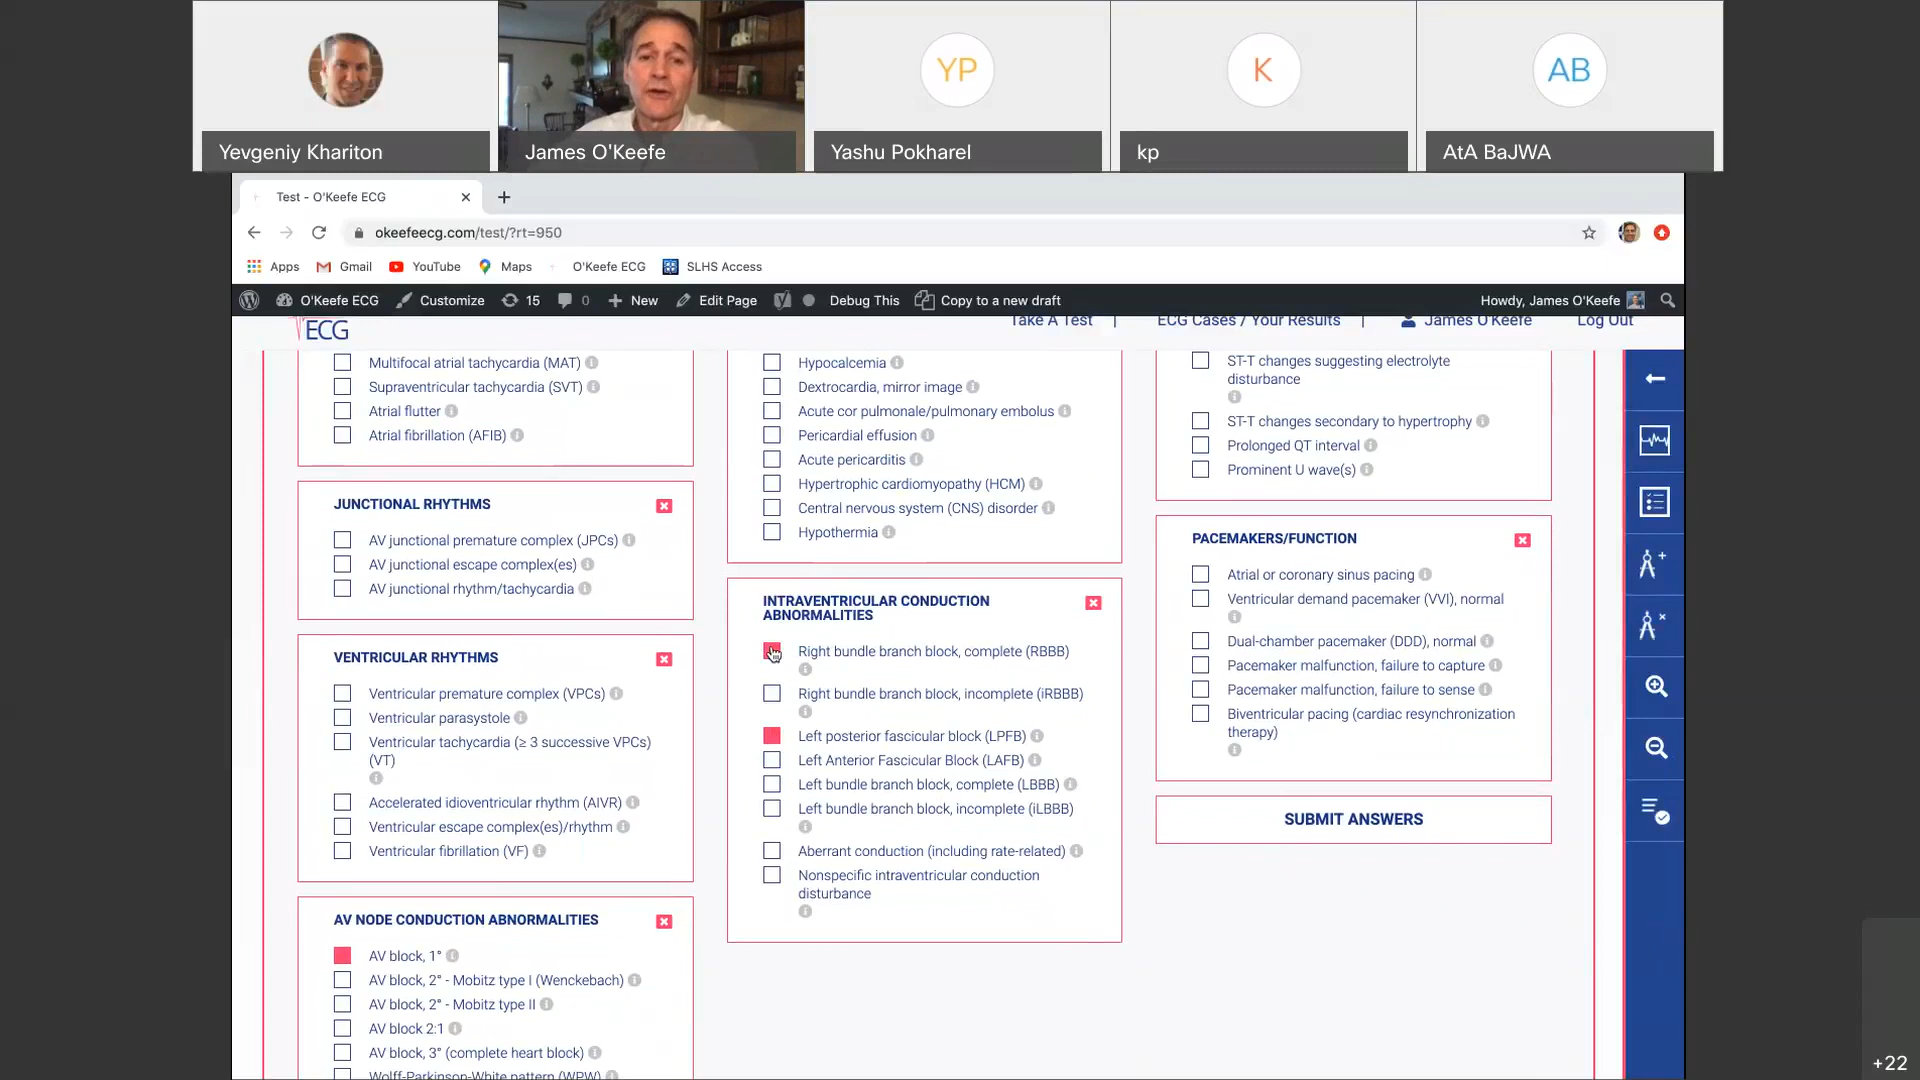 YP
K
AB
Yevgeniy Khariton
James O'Keefe
Yashu Pokharel
kp
AtA BaJWA
Test - O'Keefe ECG
okeefeecg.com/test/?rt=950
Apps
Gmail
YouTube
Maps
O'Keefe ECG
SLHS Access
O'Keefe ECG
Customize
15
0
New
Edit Page
Debug This
Copy to a new draft
Howdy, James O'Keefe
ECG
Take A Test
ECG Cases / Your Results
James O'Keefe
Log Out
Multifocal atrial tachycardia (MAT)
Supraventricular tachycardia (SVT)
Atrial flutter
Atrial fibrillation (AFIB)
JUNCTIONAL RHYTHMS
AV junctional premature complex (JPCs)
AV junctional escape complex(es)
AV junctional rhythm/tachycardia
VENTRICULAR RHYTHMS
Ventricular premature complex (VPCs)
Ventricular parasystole
Ventricular tachycardia (≥ 3 successive VPCs)
(VT)
Accelerated idioventricular rhythm (AIVR)
Ventricular escape complex(es)/rhythm
Ventricular fibrillation (VF)
AV NODE CONDUCTION ABNORMALITIES
AV block, 1°
AV block, 2° - Mobitz type I (Wenckebach)
AV block, 2° - Mobitz type II
AV block 2:1
AV block, 3° (complete heart block)
Wolff-Parkinson-White pattern (WPW)
Hypocalcemia
Dextrocardia, mirror image
Acute cor pulmonale/pulmonary embolus
Pericardial effusion
Acute pericarditis
Hypertrophic cardiomyopathy (HCM)
Central nervous system (CNS) disorder
Hypothermia
INTRAVENTRICULAR CONDUCTION
ABNORMALITIES
Right bundle branch block, complete (RBBB)
Right bundle branch block, incomplete (iRBBB)
Left posterior fascicular block (LPFB)
Left Anterior Fascicular Block (LAFB)
Left bundle branch block, complete (LBBB)
Left bundle branch block, incomplete (iLBBB)
Aberrant conduction (including rate-related)
Nonspecific intraventricular conduction
disturbance
ST-T changes suggesting electrolyte
disturbance
ST-T changes secondary to hypertrophy
Prolonged QT interval
Prominent U wave(s)
PACEMAKERS/FUNCTION
Atrial or coronary sinus pacing
Ventricular demand pacemaker (VVI), normal
Dual-chamber pacemaker (DDD), normal
Pacemaker malfunction, failure to capture
Pacemaker malfunction, failure to sense
Biventricular pacing (cardiac resynchronization
therapy)
SUBMIT ANSWERS
+22